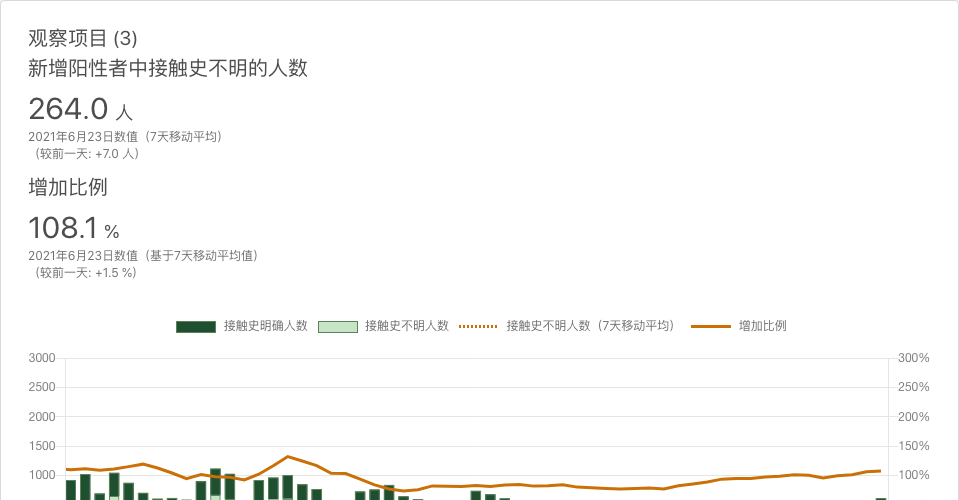 观察项目 (3)
新增阳性者中接触史不明的人数
264.0 人
2021年6月23日数值（7天移动平均）
（较前一天: +7.0 人）
增加比例
108.1 %
2021年6月23日数值（基于7天移动平均值）
（较前一天: +1.5 %）
接触史明确人数 接触史不明人数 接触史不明人数（7天移动平均） 增加比例
3000 300%
2500 250%
2000 200%
1500 150%
1000 100%